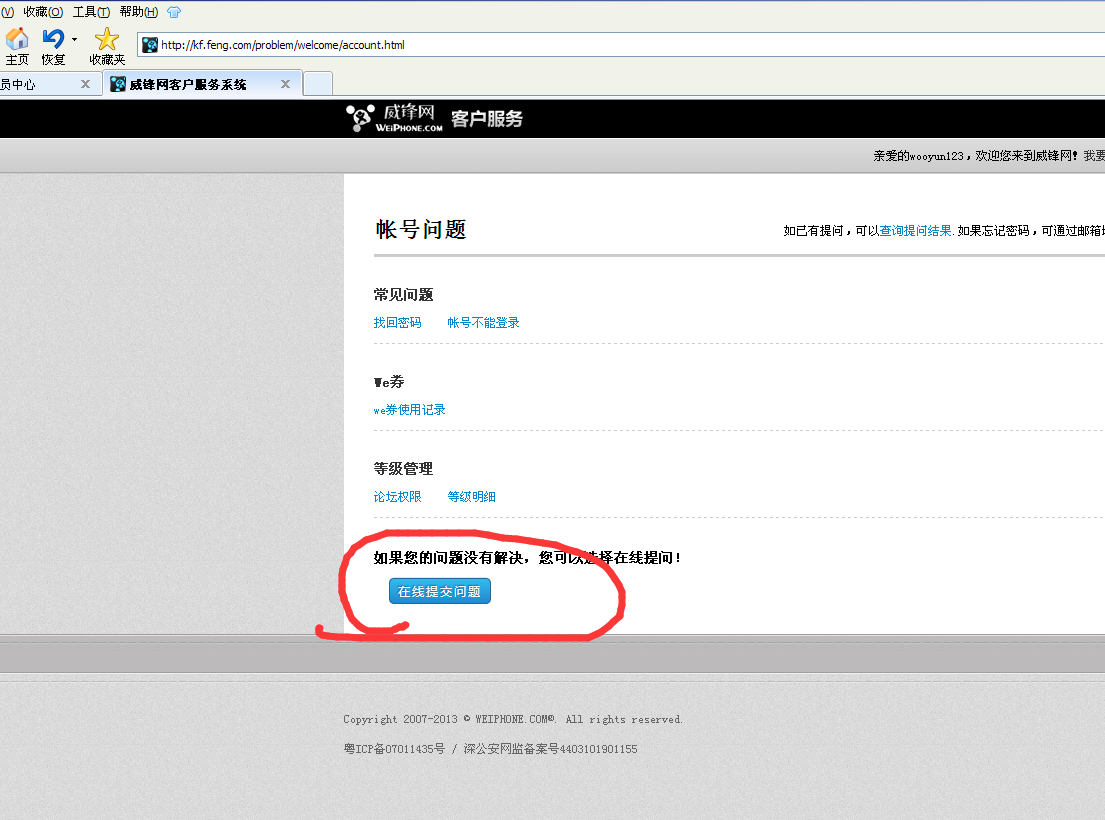 (V) 收藏(O) 工具(T) 帮助(H)
主页 恢复 收藏夹
http://kf.feng.com/problem/welcome/account.html
员中心 威锋网客户服务系统
威锋网 WEIPHONE.COM 客户服务
亲爱的wooyun123，欢迎您来到威锋网! 我要
帐号问题
如已有提问，可以查询提问结果. 如果忘记密码，可通过邮箱
常见问题
找回密码 帐号不能登录
We券
we券使用记录
等级管理
论坛权限 等级明细
如果您的问题没有解决，您可以选择在线提问!
在线提交问题
Copyright 2007-2013 © WEIPHONE.COM®. All rights reserved.
粤ICP备07011435号 / 深公安网监备案号4403101901155